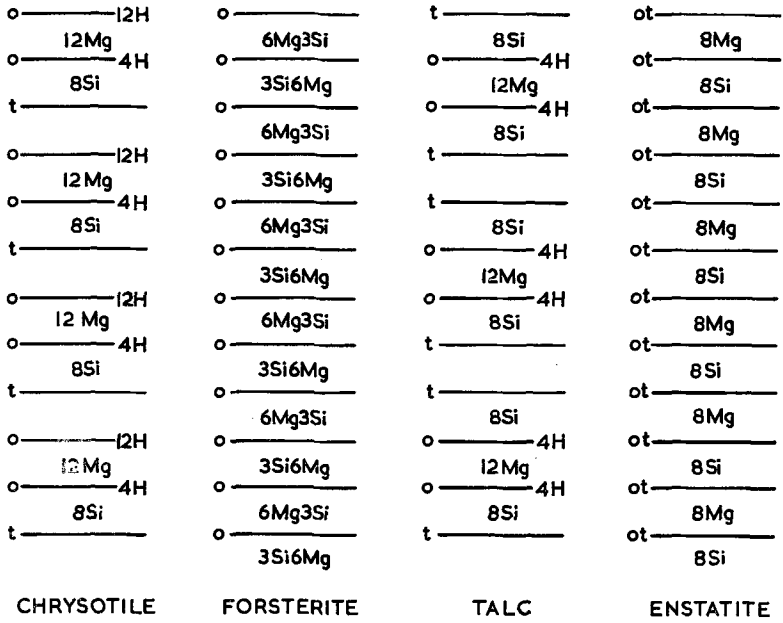 o 12H
12Mg
o 4H
8Si
t
o 12H
12Mg
o 4H
8Si
t
o 12H
12 Mg
o 4H
8Si
t
o 12H
12Mg
o 4H
8Si
t
CHRYSOTILE
o
6Mg3Si
o
3Si6Mg
o
6Mg3Si
o
3Si6Mg
o
6Mg3Si
o
3Si6Mg
o
6Mg3Si
o
3Si6Mg
o
6Mg3Si
o
3Si6Mg
o
6Mg3Si
o
3Si6Mg
FORSTERITE
t
8Si
o 4H
12Mg
o 4H
8Si
t
t
8Si
o 4H
12Mg
o 4H
8Si
t
t
8Si
o 4H
12Mg
o 4H
8Si
t
TALC
ot
8Mg
ot
8Si
ot
8Mg
ot
8Si
ot
8Mg
ot
8Si
ot
8Mg
ot
8Si
ot
8Mg
ot
8Si
ot
8Mg
ot
8Si
ENSTATITE